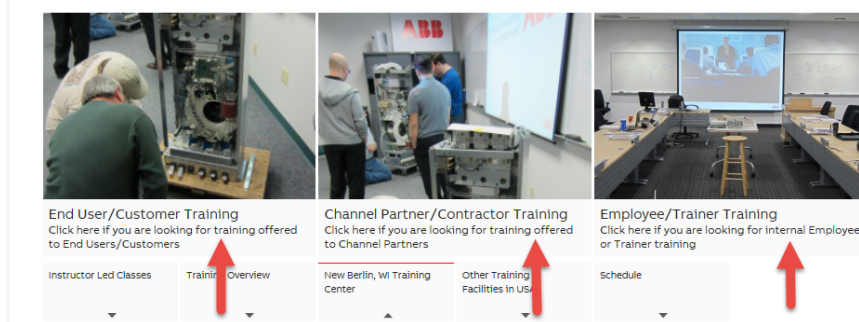 ABB
ABB
End User/Customer Training
Click here if you are looking for training offered
to End Users/Customers
Channel Partner/Contractor Training
Click here if you are looking for training offered
to Channel Partners
Employee/Trainer Training
Click here if you are looking for internal Employee
or Trainer training
Instructor Led Classes
Training Overview
New Berlin, WI Training
Center
Other Training
Facilities in USA
Schedule